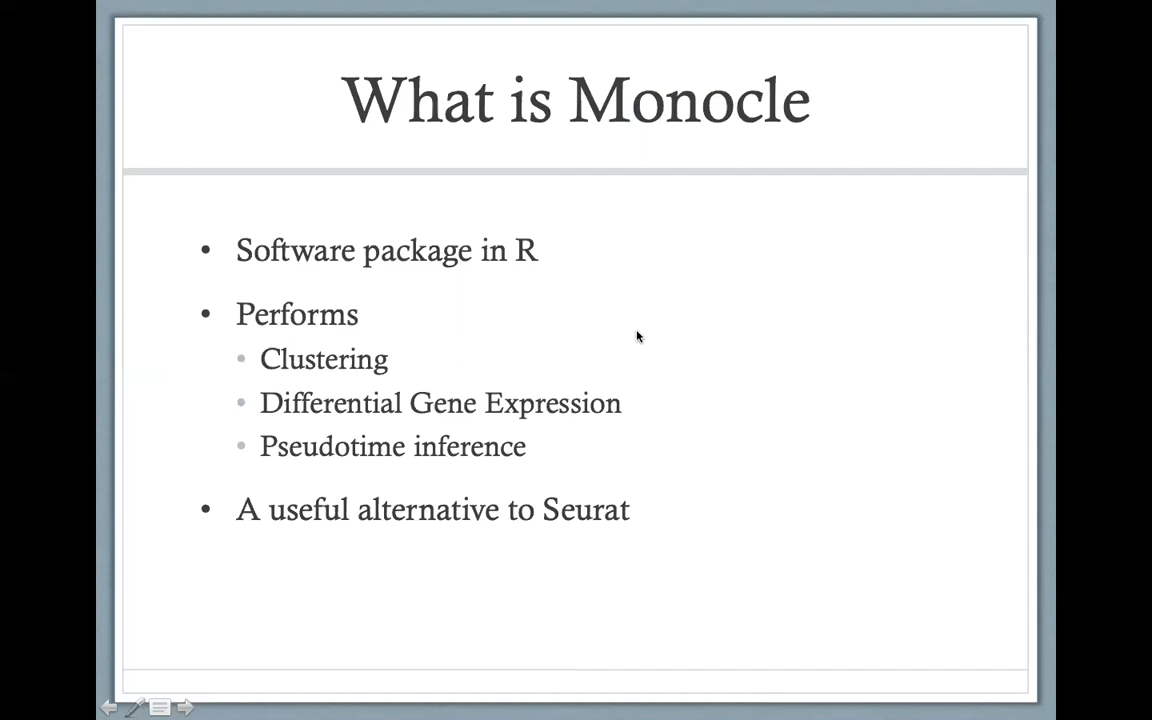 What is Monocle
• Software package in R
• Performs
• Clustering
• Differential Gene Expression
• Pseudotime inference
• A useful alternative to Seurat